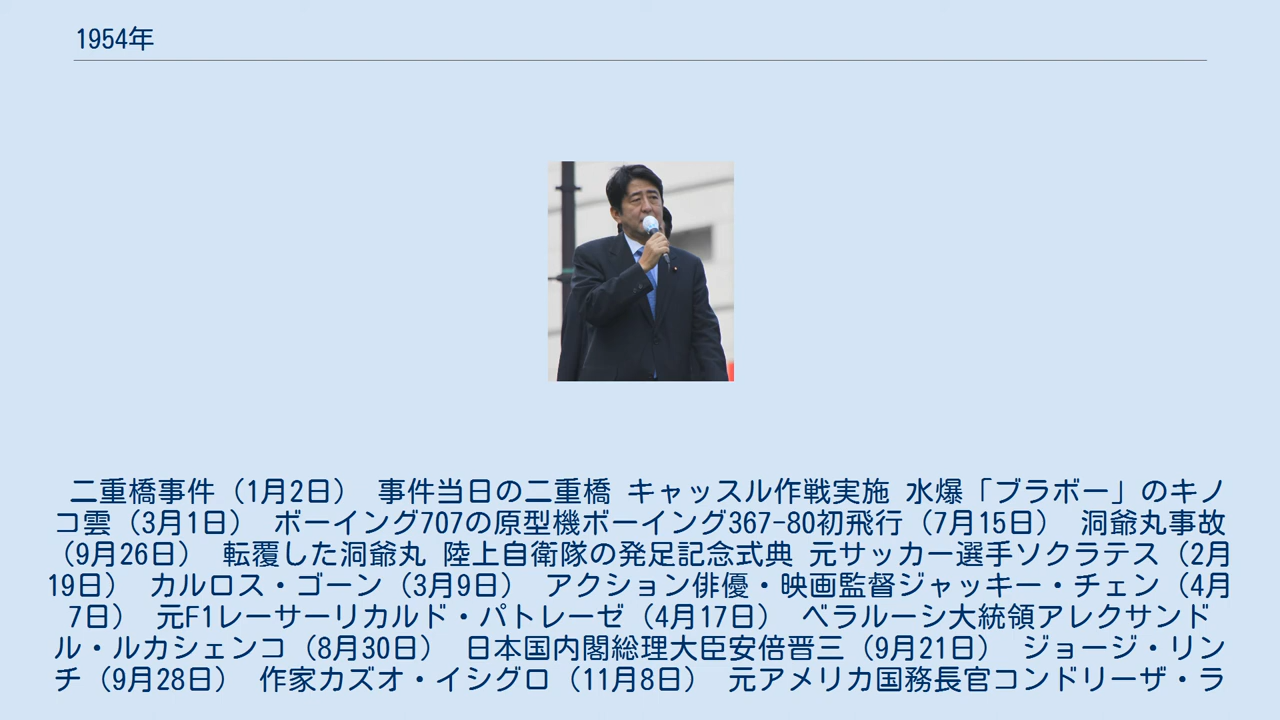 1954年
二重橋事件（1月2日） 事件当日の二重橋 キャッスル作戦実施 水爆「ブラボー」のキノ
コ雲（3月1日） ボーイング707の原型機ボーイング367-80初飛行（7月15日） 洞爺丸事故
（9月26日） 転覆した洞爺丸 陸上自衛隊の発足記念式典 元サッカー選手ソクラテス（2月
19日） カルロス・ゴーン（3月9日） アクション俳優・映画監督ジャッキー・チェン（4月
7日） 元F1レーサーリカルド・パトレーゼ（4月17日） ベラルーシ大統領アレクサンド
ル・ルカシェンコ（8月30日） 日本国内閣総理大臣安倍晋三（9月21日） ジョージ・リン
チ（9月28日） 作家カズオ・イシグロ（11月8日） 元アメリカ国務長官コンドリーザ・ラ